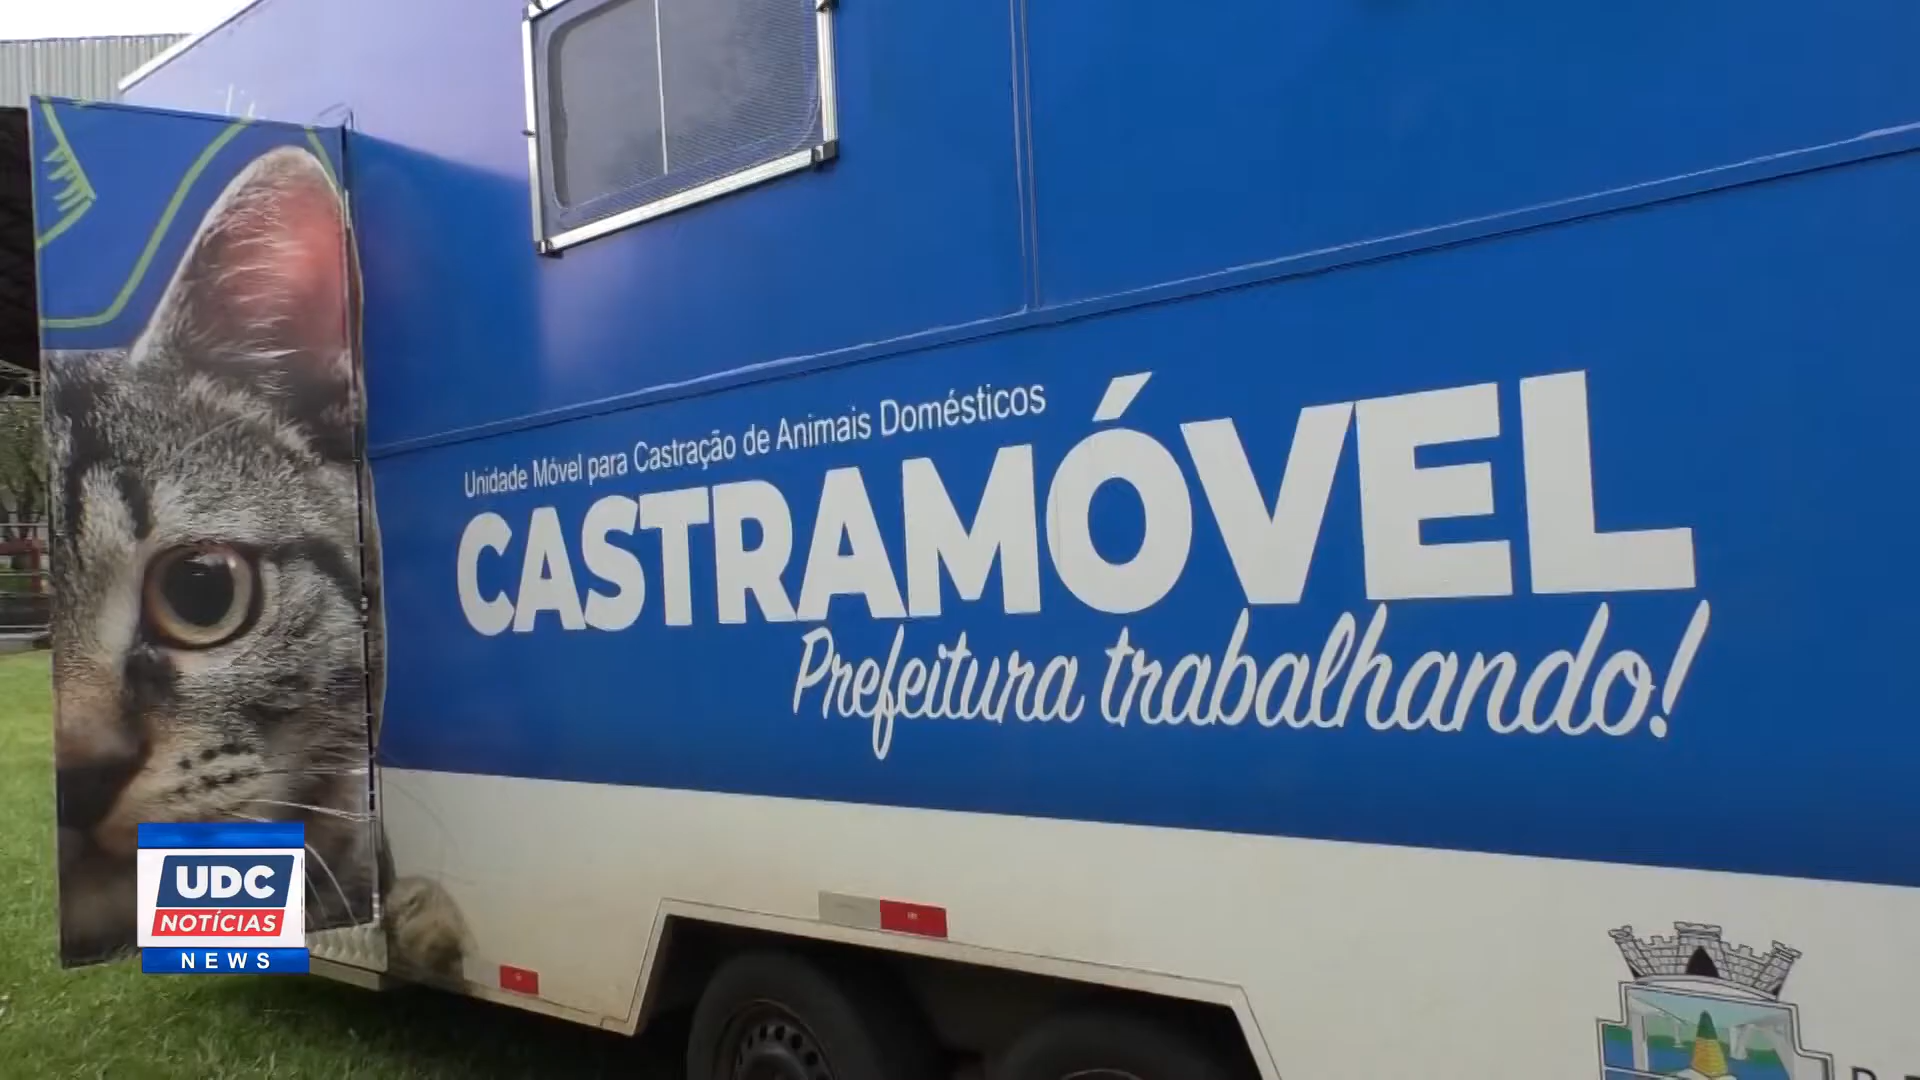 Unidade Móvel para Castração de Animais Domésticos
CASTRAMÓVEL
Prefeitura trabalhando!
UDC
NOTÍCIAS
NEWS